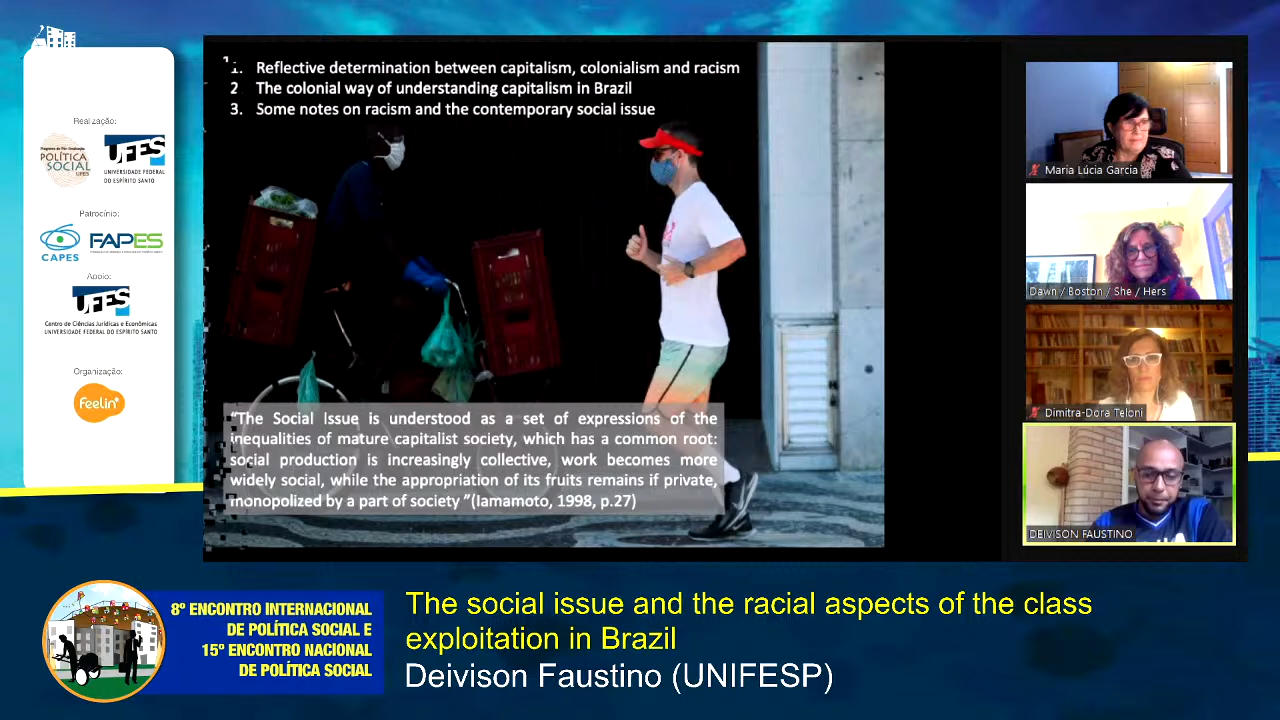 Realização:
Programa de Pós-Graduação
POLÍTICA
SOCIAL
UFES
UFES
UNIVERSIDADE FEDERAL
DO ESPÍRITO SANTO
Patrocínio:
CAPES
FAPES
Apoio:
UFES
Centro de Ciências Jurídicas e Econômicas
UNIVERSIDADE FEDERAL DO ESPÍRITO SANTO
Organização:
Feelin
1. Reflective determination between capitalism, colonialism and racism
2 The colonial way of understanding capitalism in Brazil
3. Some notes on racism and the contemporary social issue
“The Social Issue is understood as a set of expressions of the
inequalities of mature capitalist society, which has a common root:
social production is increasingly collective, work becomes more
widely social, while the appropriation of its fruits remains if private,
monopolized by a part of society ”(Iamamoto, 1998, p.27)
Maria Lúcia Garcia
Dawn / Boston / She / Hers
Dimitra-Dora Teloni
DEIVISON FAUSTINO
8º ENCONTRO INTERNACIONAL
DE POLÍTICA SOCIAL E
15º ENCONTRO NACIONAL
DE POLÍTICA SOCIAL
The social issue and the racial aspects of the class
exploitation in Brazil
Deivison Faustino (UNIFESP)